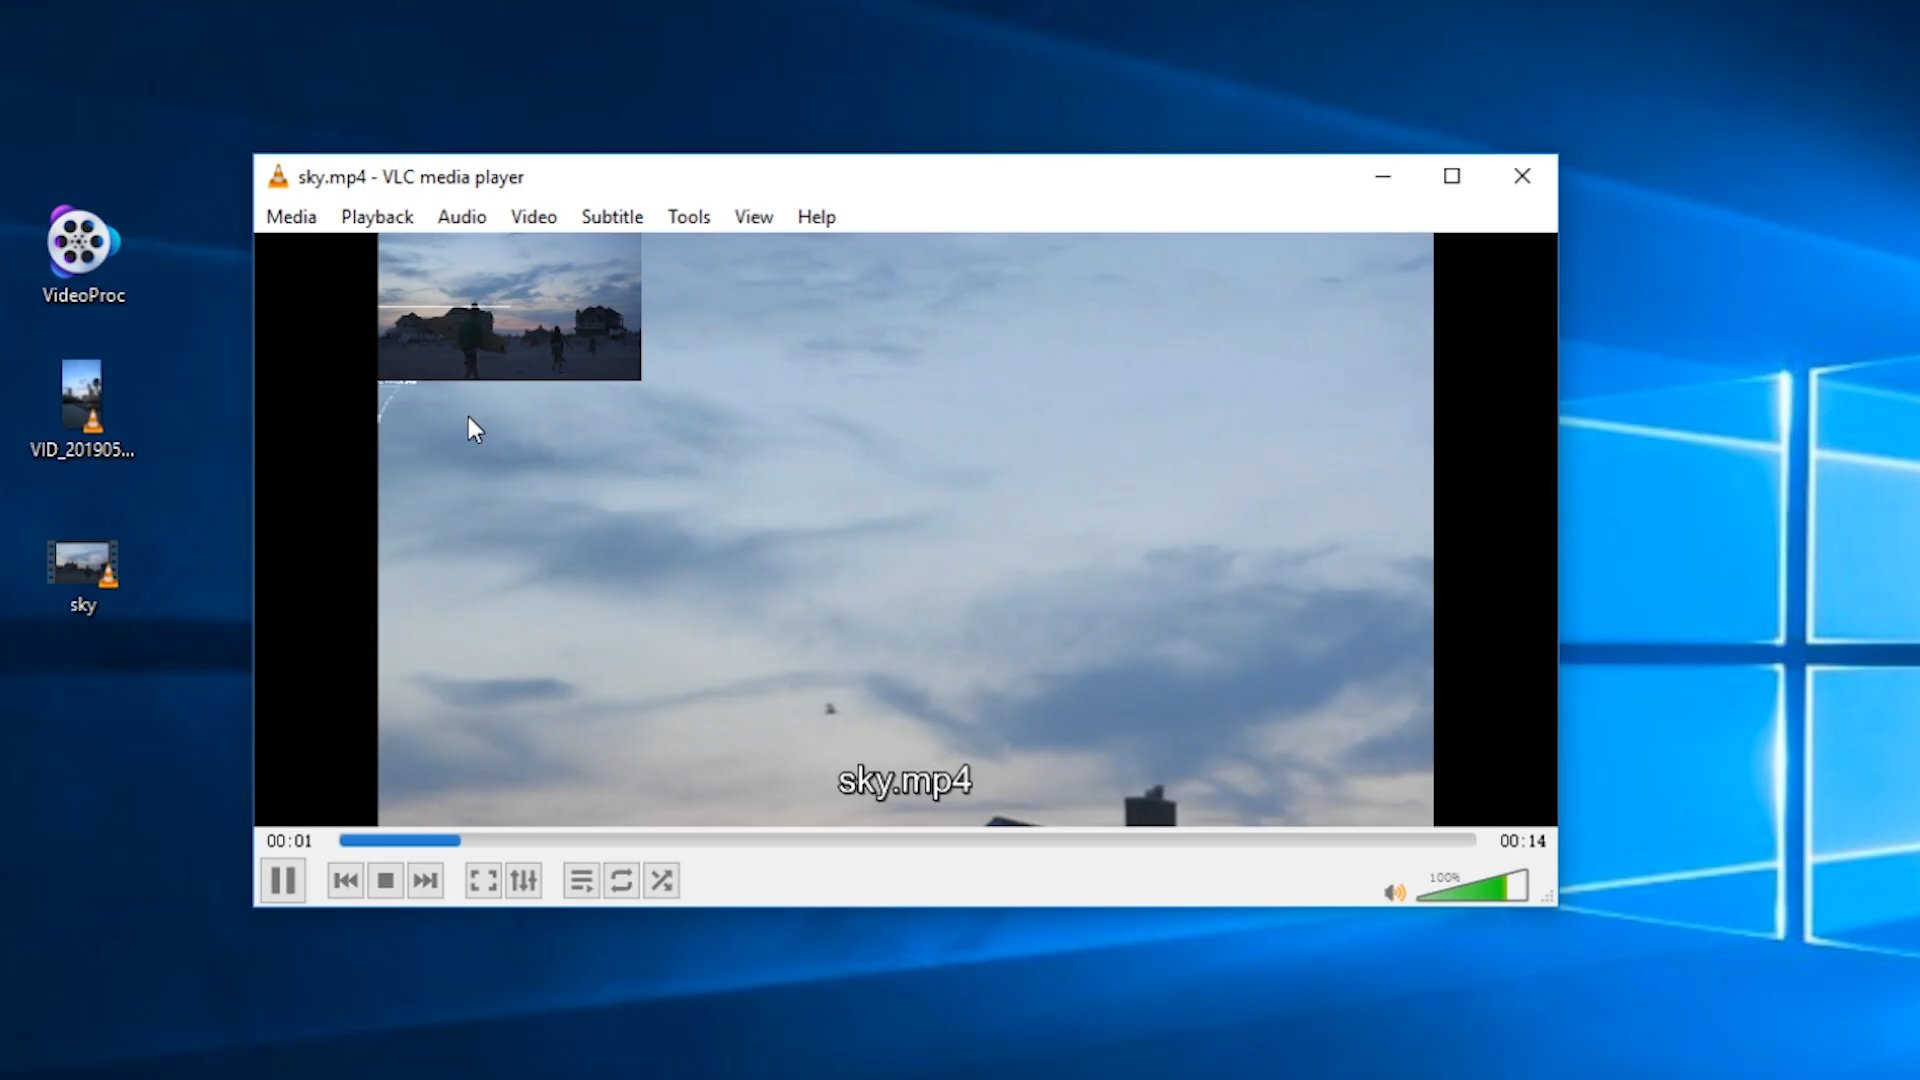 sky.mp4 - VLC media player
Media Playback Audio Video Subtitle Tools View Help
VideoProc
VID_201905...
sky
sky.mp4
00:01
00:14
100%